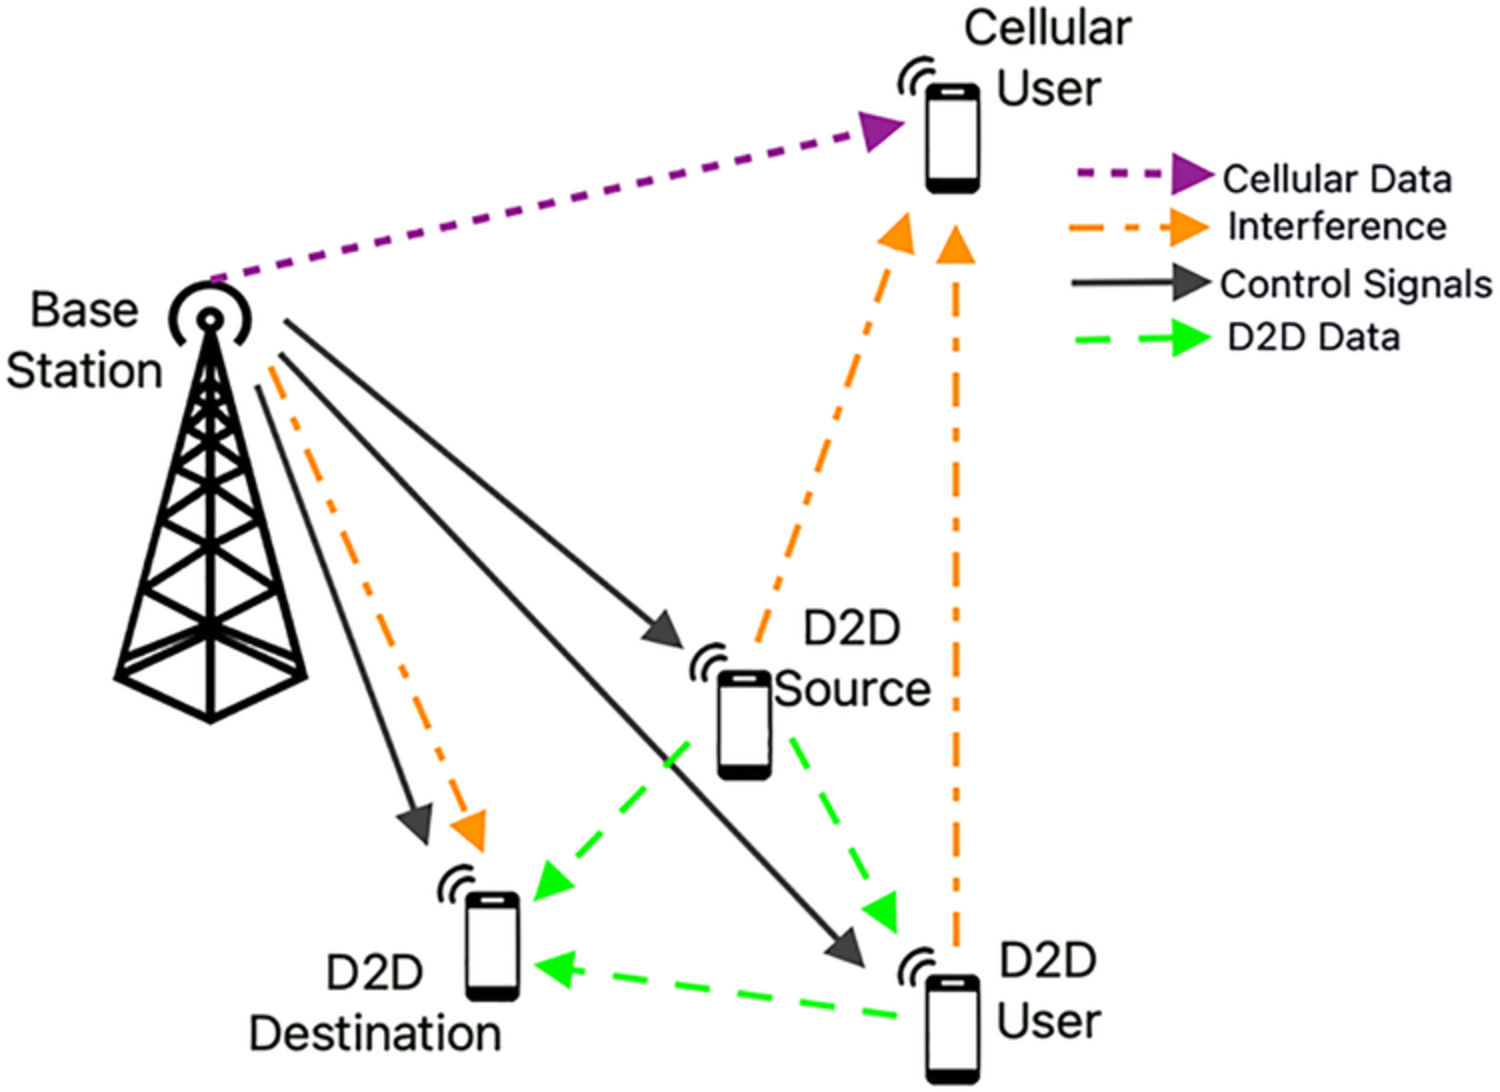 Cellular
User
Cellular Data
Interference
Control Signals
D2D Data
Base
Station
D2D
Source
D2D
Destination
D2D
User